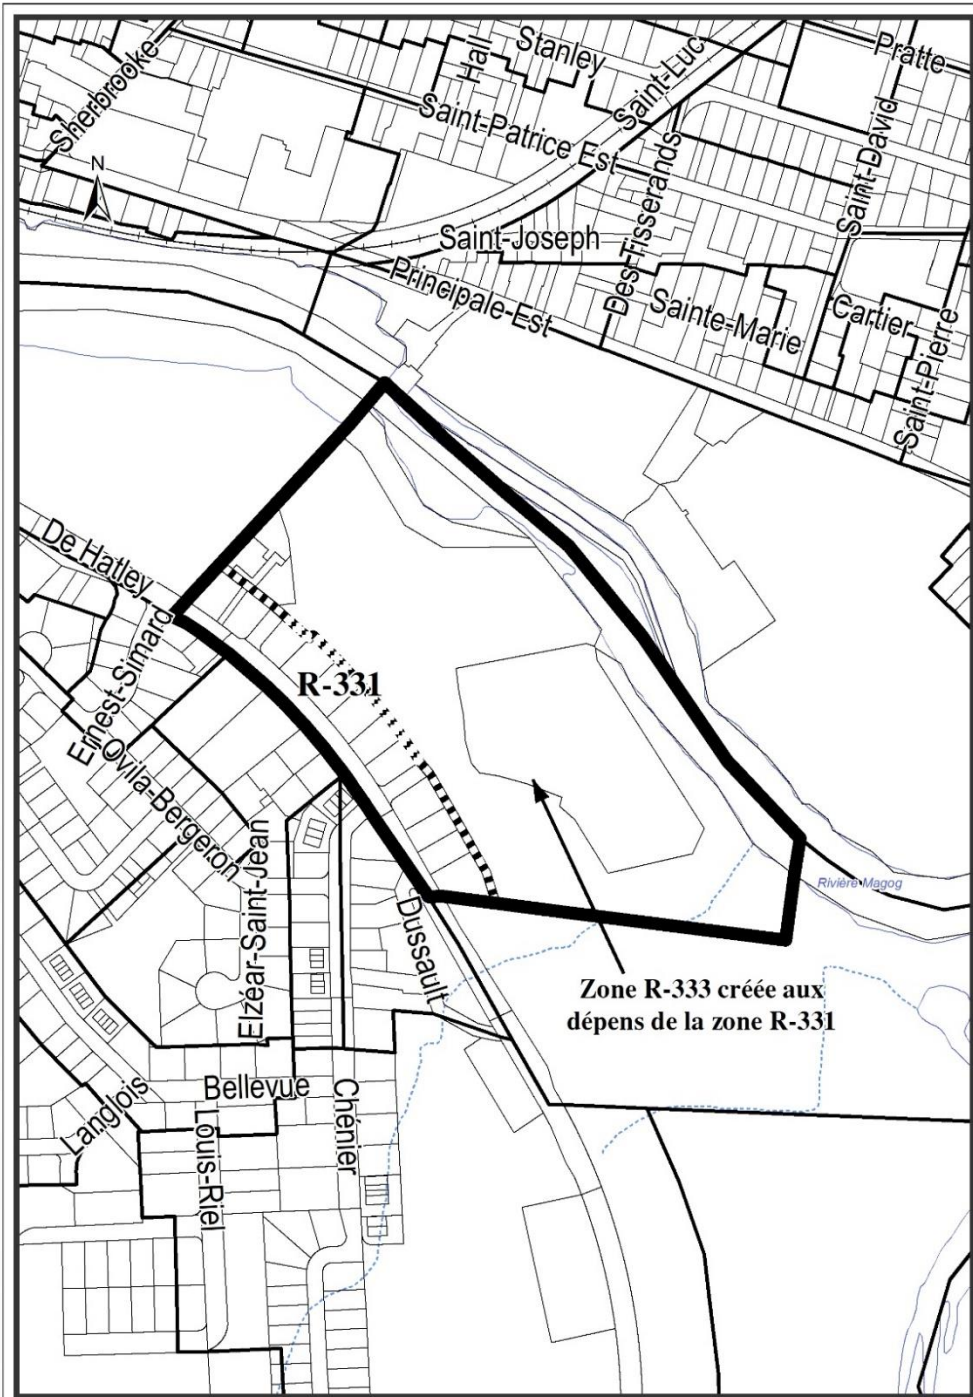 Sherbrooke
Hall
Stanley
Saint-Luc
Pratte
Saint-Patrice Est
Saint-David
N
Saint-Joseph
Des Tisserands
Principale Est
Sainte-Marie
Cartier
Saint-Pierre
De Hatley
Ernest-Simard
R-331
Ovila-Bergeron
Elzéar-Saint-Jean
Dussault
Rivière Magog
Zone R-333 créée aux
dépens de la zone R-331
Langlois
Bellevue
Louis-Riel
Chénier